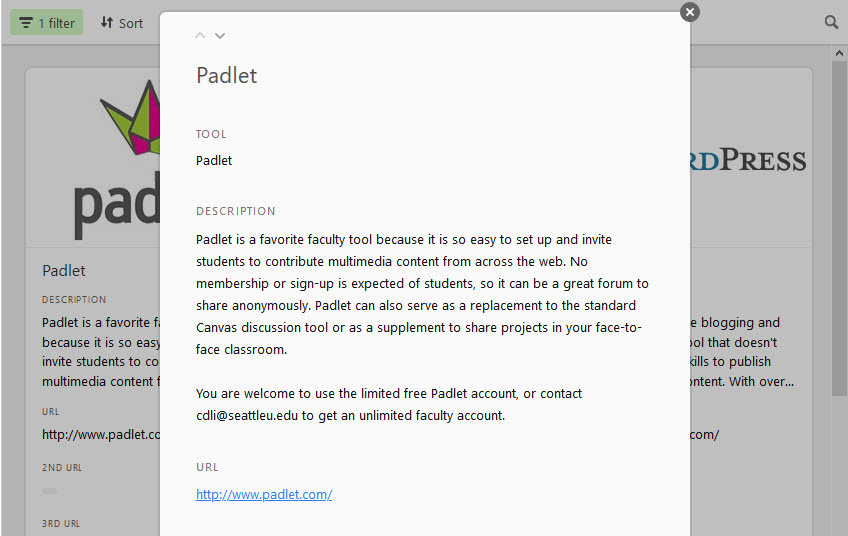 1 filter
Sort
Padlet
TOOL
Padlet
DESCRIPTION
Padlet is a favorite faculty tool because it is so easy to set up and invite
students to contribute multimedia content from across the web. No
membership or sign-up is expected of students, so it can be a great forum to
share anonymously. Padlet can also serve as a replacement to the standard
Canvas discussion tool or as a supplement to share projects in your face-to-
face classroom.
You are welcome to use the limited free Padlet account, or contact
cdli@seattleu.edu to get an unlimited faculty account.
URL
http://www.padlet.com/
pad
Padlet
DESCRIPTION
Padlet is a favorite f
because it is so easy
invite students to co
multimedia content f
URL
http://www.padlet.co
2ND URL
3RD URL
RDPRESS
e blogging and
ol that doesn't
kills to publish
ntent. With over...
com/